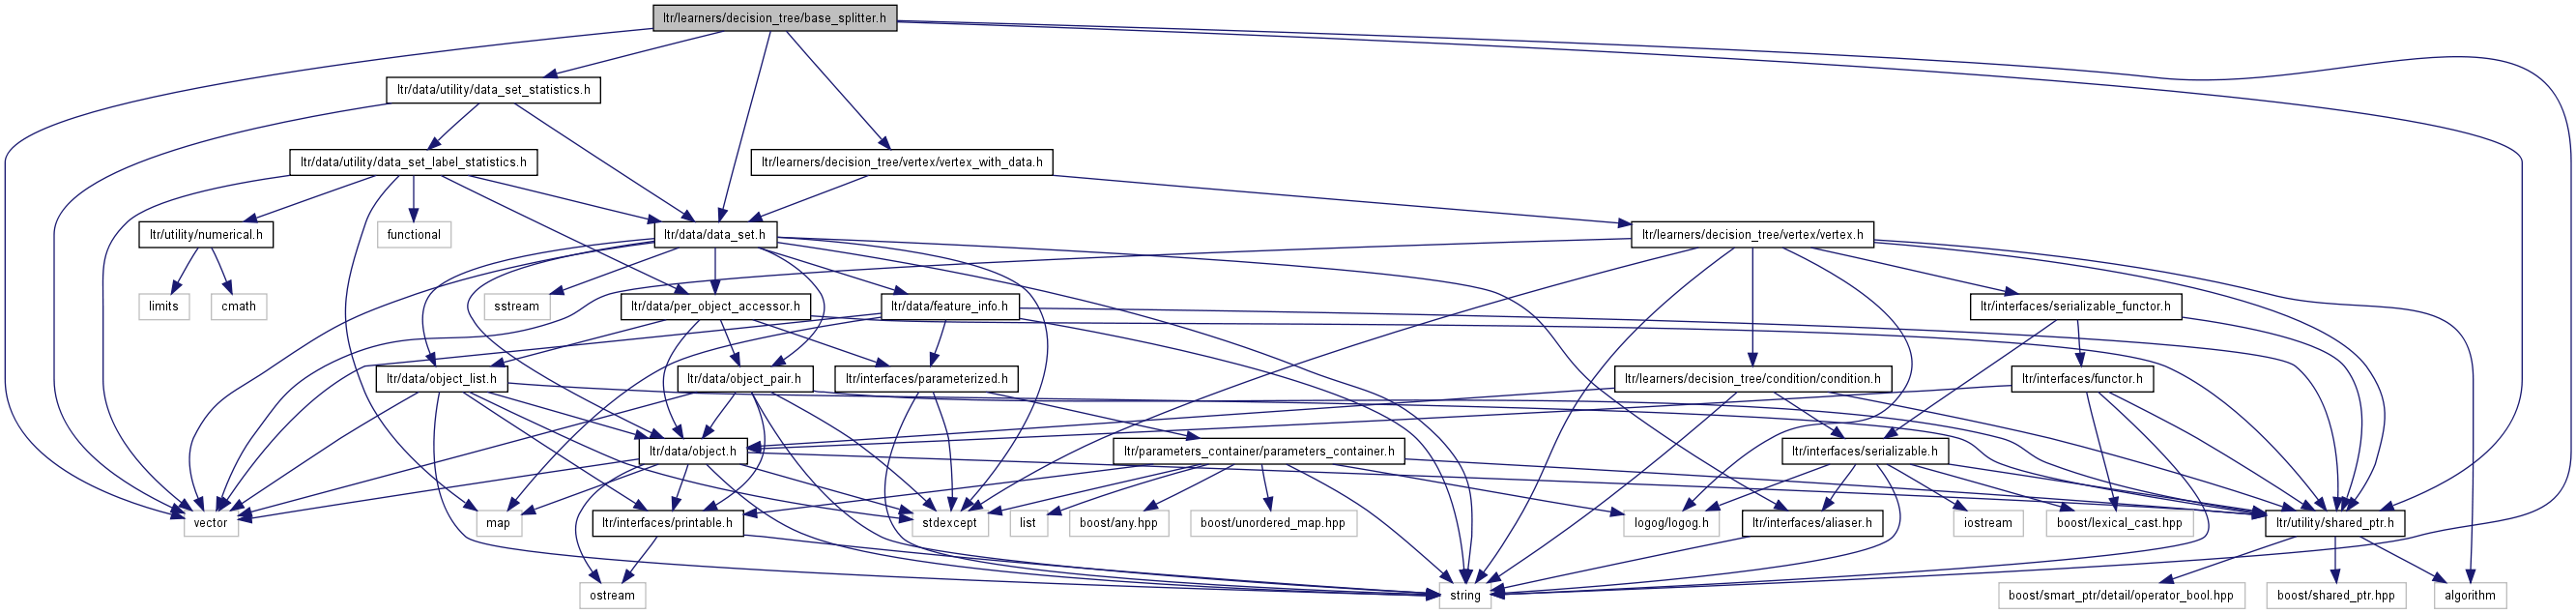 ltr/learners/decision_tree/base_splitter.h
ltr/data/utility/data_set_statistics.h
ltr/data/utility/data_set_label_statistics.h
ltr/learners/decision_tree/vertex/vertex_with_data.h
ltr/utility/numerical.h
functional
ltr/data/data_set.h
ltr/learners/decision_tree/vertex/vertex.h
limits
cmath
sstream
ltr/data/per_object_accessor.h
ltr/data/feature_info.h
ltr/interfaces/serializable_functor.h
ltr/data/object_list.h
ltr/data/object_pair.h
ltr/interfaces/parameterized.h
ltr/learners/decision_tree/condition/condition.h
ltr/interfaces/functor.h
ltr/data/object.h
ltr/parameters_container/parameters_container.h
ltr/interfaces/serializable.h
vector
map
ltr/interfaces/printable.h
stdexcept
list
boost/any.hpp
boost/unordered_map.hpp
logog/logog.h
ltr/interfaces/aliaser.h
iostream
boost/lexical_cast.hpp
ltr/utility/shared_ptr.h
ostream
string
boost/smart_ptr/detail/operator_bool.hpp
boost/shared_ptr.hpp
algorithm